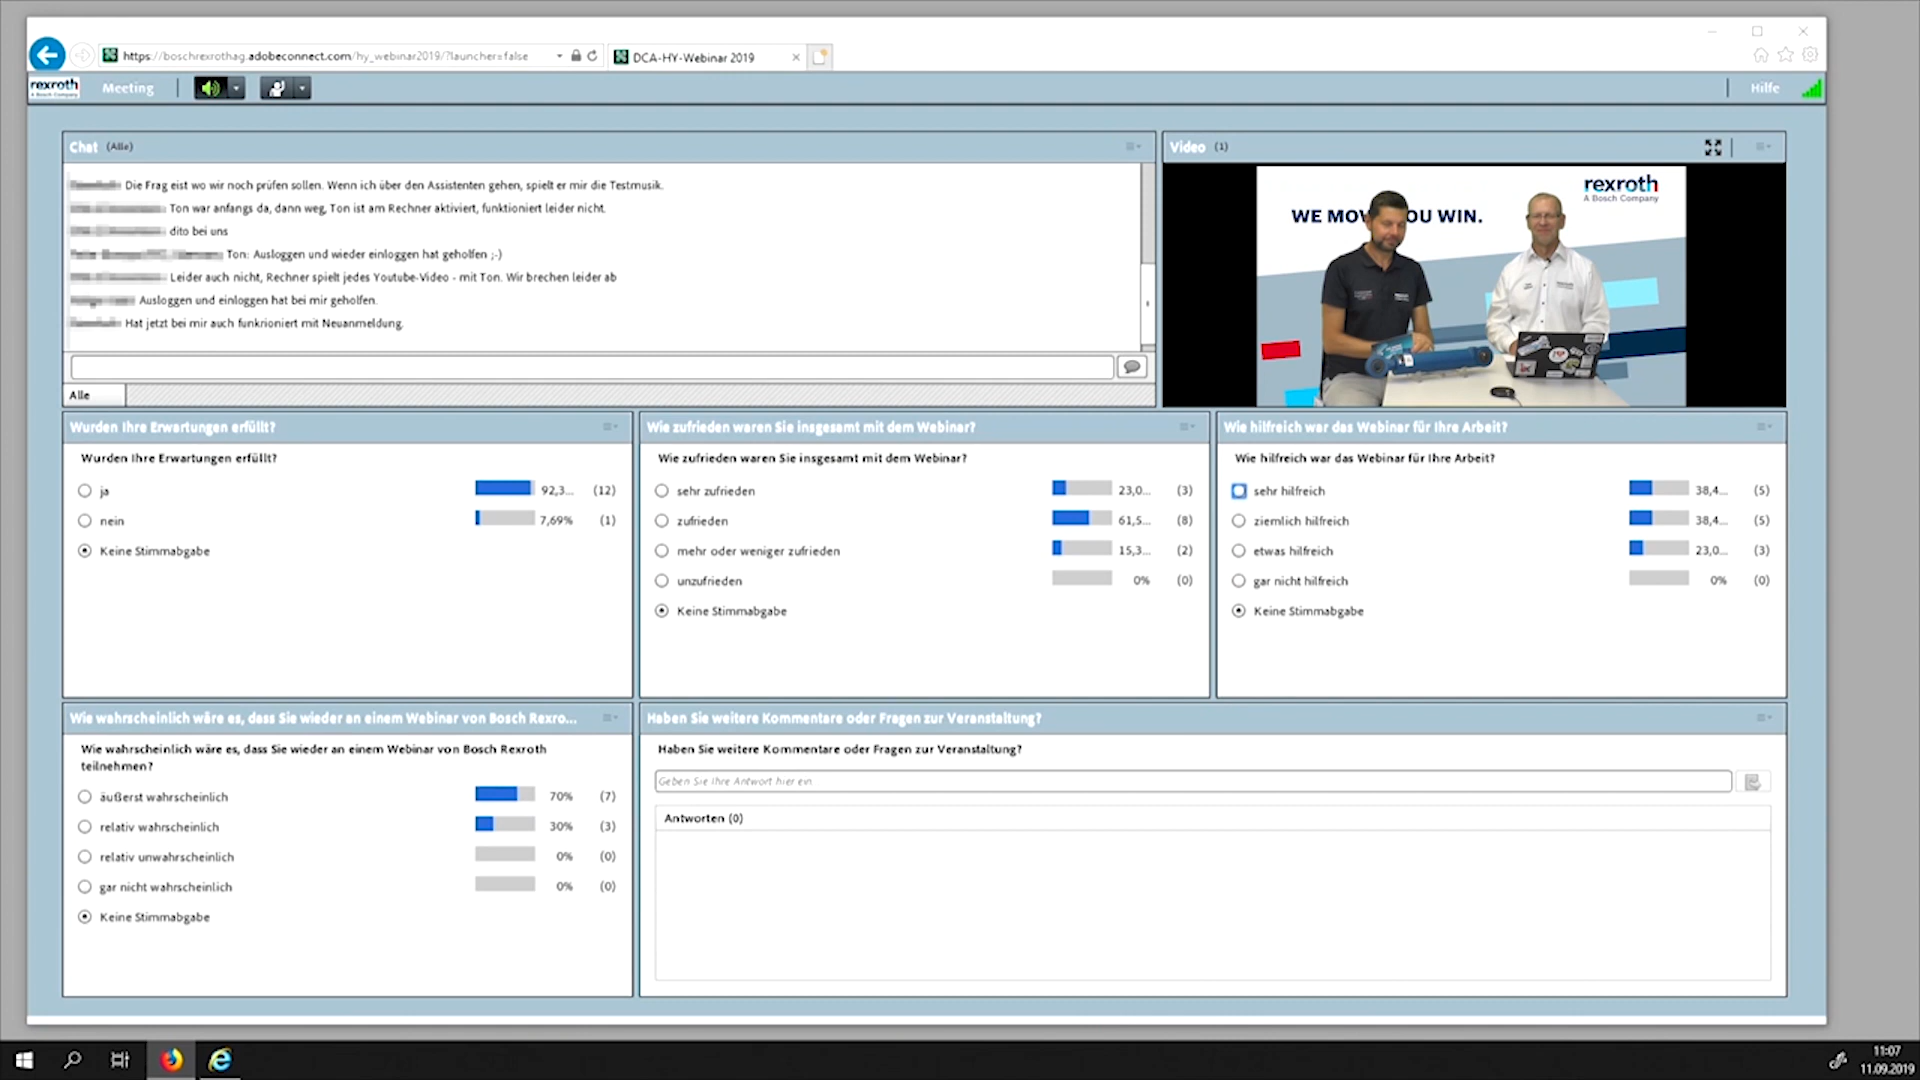 https://boschrexrothag.adobeconnect.com/hy_webinar2019/?launcher=false
DCA-HY-Webinar 2019
rexroth
A Bosch Company
Meeting
Hilfe
Chat (Alle)
Die Frag eist wo wir noch prüfen sollen. Wenn ich über den Assistenten gehen, spielt er mir die Testmusik.
Ton war anfangs da, dann weg, Ton ist am Rechner aktiviert, funktioniert leider nicht.
dito bei uns
Ton: Ausloggen und wieder einloggen hat geholfen ;-)
Leider auch nicht, Rechner spielt jedes Youtube-Video - mit Ton. Wir brechen leider ab
Ausloggen und einloggen hat bei mir geholfen.
Hat jetzt bei mir auch funkrioniert mit Neuanmeldung.
Alle
Video (1)
rexroth
A Bosch Company
WE MOV OU WIN.
Wurden Ihre Erwartungen erfüllt?
Wurden Ihre Erwartungen erfüllt?
ja 92,3... (12)
nein 7,69% (1)
Keine Stimmabgabe
Wie zufrieden waren Sie insgesamt mit dem Webinar?
Wie zufrieden waren Sie insgesamt mit dem Webinar?
sehr zufrieden 23,0... (3)
zufrieden 61,5... (8)
mehr oder weniger zufrieden 15,3... (2)
unzufrieden 0% (0)
Keine Stimmabgabe
Wie hilfreich war das Webinar für Ihre Arbeit?
Wie hilfreich war das Webinar für Ihre Arbeit?
sehr hilfreich 38,4... (5)
ziemlich hilfreich 38,4... (5)
etwas hilfreich 23,0... (3)
gar nicht hilfreich 0% (0)
Keine Stimmabgabe
Wie wahrscheinlich wäre es, dass Sie wieder an einem Webinar von Bosch Rexro...
Wie wahrscheinlich wäre es, dass Sie wieder an einem Webinar von Bosch Rexroth
teilnehmen?
äußerst wahrscheinlich 70% (7)
relativ wahrscheinlich 30% (3)
relativ unwahrscheinlich 0% (0)
gar nicht wahrscheinlich 0% (0)
Keine Stimmabgabe
Haben Sie weitere Kommentare oder Fragen zur Veranstaltung?
Haben Sie weitere Kommentare oder Fragen zur Veranstaltung?
Geben Sie Ihre Antwort hier ein
Antworten (0)
11:07
11.09.2019